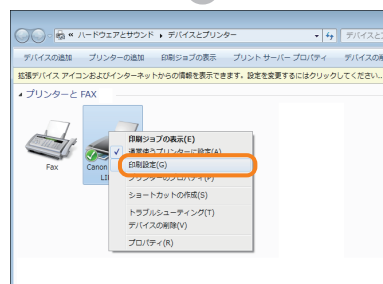 « ハードウェアとサウンド ▸ デバイスとプリンター
デバイスの追加 プリンターの追加 印刷ジョブの表示 プリント サーバー プロパティ デバイスの
拡張デバイス アイコンおよびインターネットからの情報を表示できます。設定を変更するにはクリックしてください...
プリンターと FAX
Fax
Canon
LI
印刷ジョブの表示(E)
通常使うプリンターに設定(A)
印刷設定(G)
プリンターのプロパティ(P)
ショートカットの作成(S)
トラブルシューティング(T)
デバイスの削除(V)
プロパティ(R)